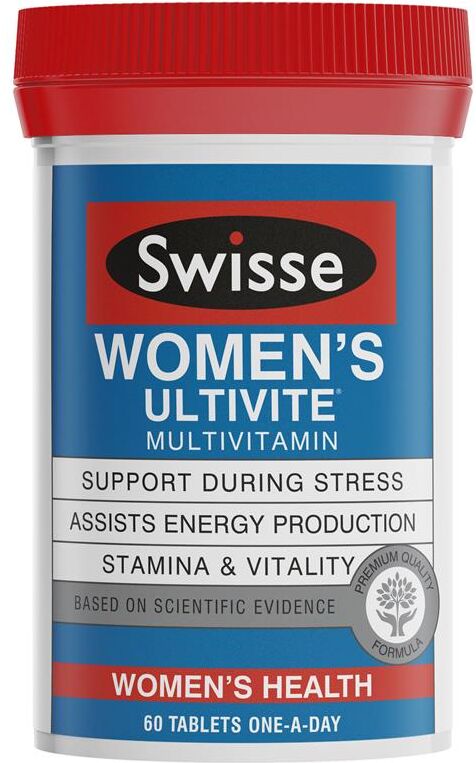 Swisse
WOMEN'S
ULTIVITE®
MULTIVITAMIN
SUPPORT DURING STRESS
ASSISTS ENERGY PRODUCTION
STAMINA & VITALITY
BASED ON SCIENTIFIC EVIDENCE
PREMIUM QUALITY
FORMULA
WOMEN'S HEALTH
60 TABLETS ONE-A-DAY